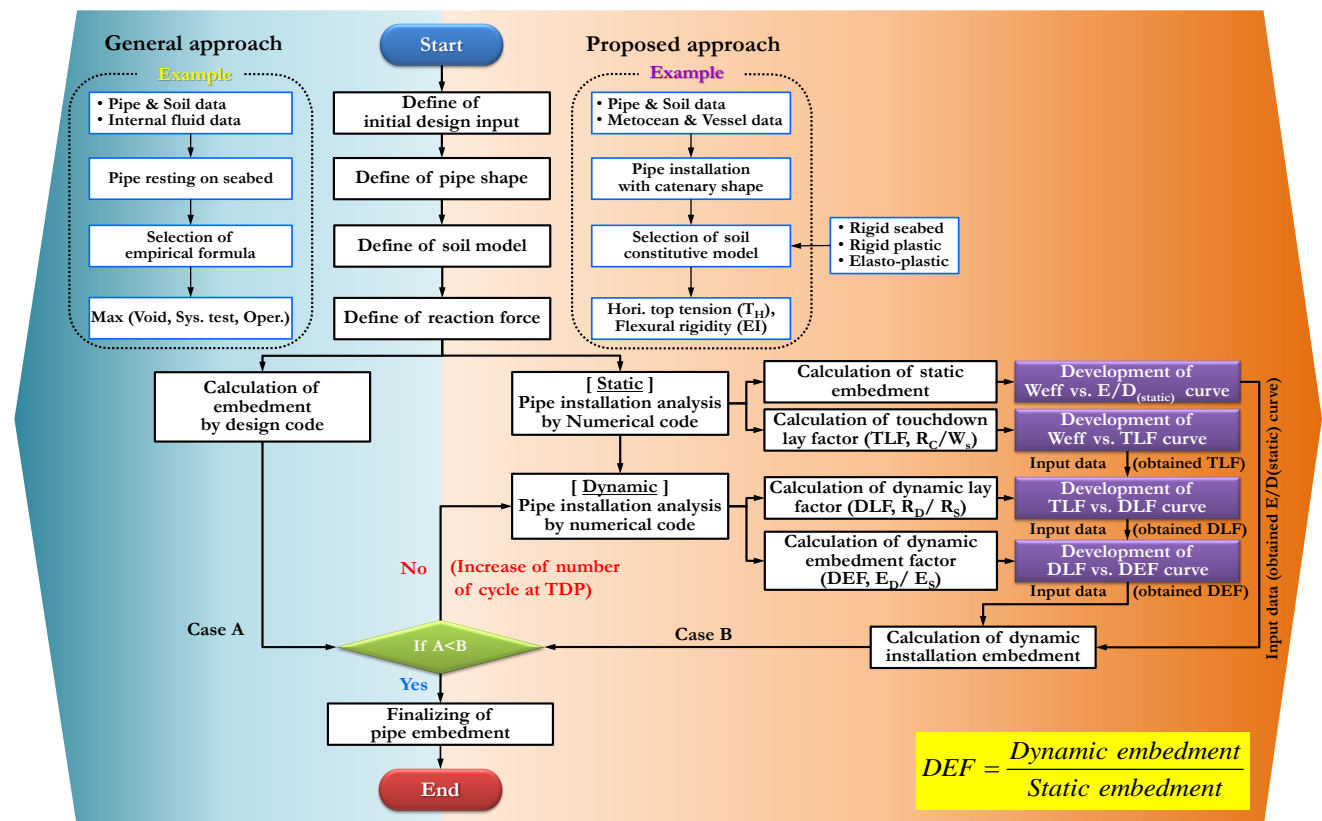 General approach
Start
Proposed approach
Example
• Pipe & Soil data
• Internal fluid data
Pipe resting on seabed
Selection of
empirical formula
Max (Void, Sys. test, Oper.)
Define of
initial design input
Define of pipe shape
Define of soil model
Define of reaction force
Example
• Pipe & Soil data
• Metocean & Vessel data
Pipe installation
with catenary shape
Selection of soil
constitutive model
Hori. top tension (T_H),
Flexural rigidity (EI)
• Rigid seabed
• Rigid plastic
• Elasto-plastic
Calculation of
embedment
by design code
[ Static ]
Pipe installation analysis
by Numerical code
Calculation of static
embedment
Development of
Weff vs. E/D(static) curve
Calculation of touchdown
lay factor (TLF, R_C/W_s)
Development of
Weff vs. TLF curve
Input data (obtained TLF)
[ Dynamic ]
Pipe installation analysis
by numerical code
Calculation of dynamic lay
factor (DLF, R_D/ R_S)
Development of
TLF vs. DLF curve
Input data (obtained DLF)
Calculation of dynamic
embedment factor
(DEF, E_D/ E_S)
Development of
DLF vs. DEF curve
Input data (obtained DEF)
Input data (obtained E/D(static) curve)
No (Increase of number
of cycle at TDP)
Case A
If A<B
Case B
Calculation of dynamic
installation embedment
Yes
Finalizing of
pipe embedment
End
DEF = Dynamic embedment / Static embedment